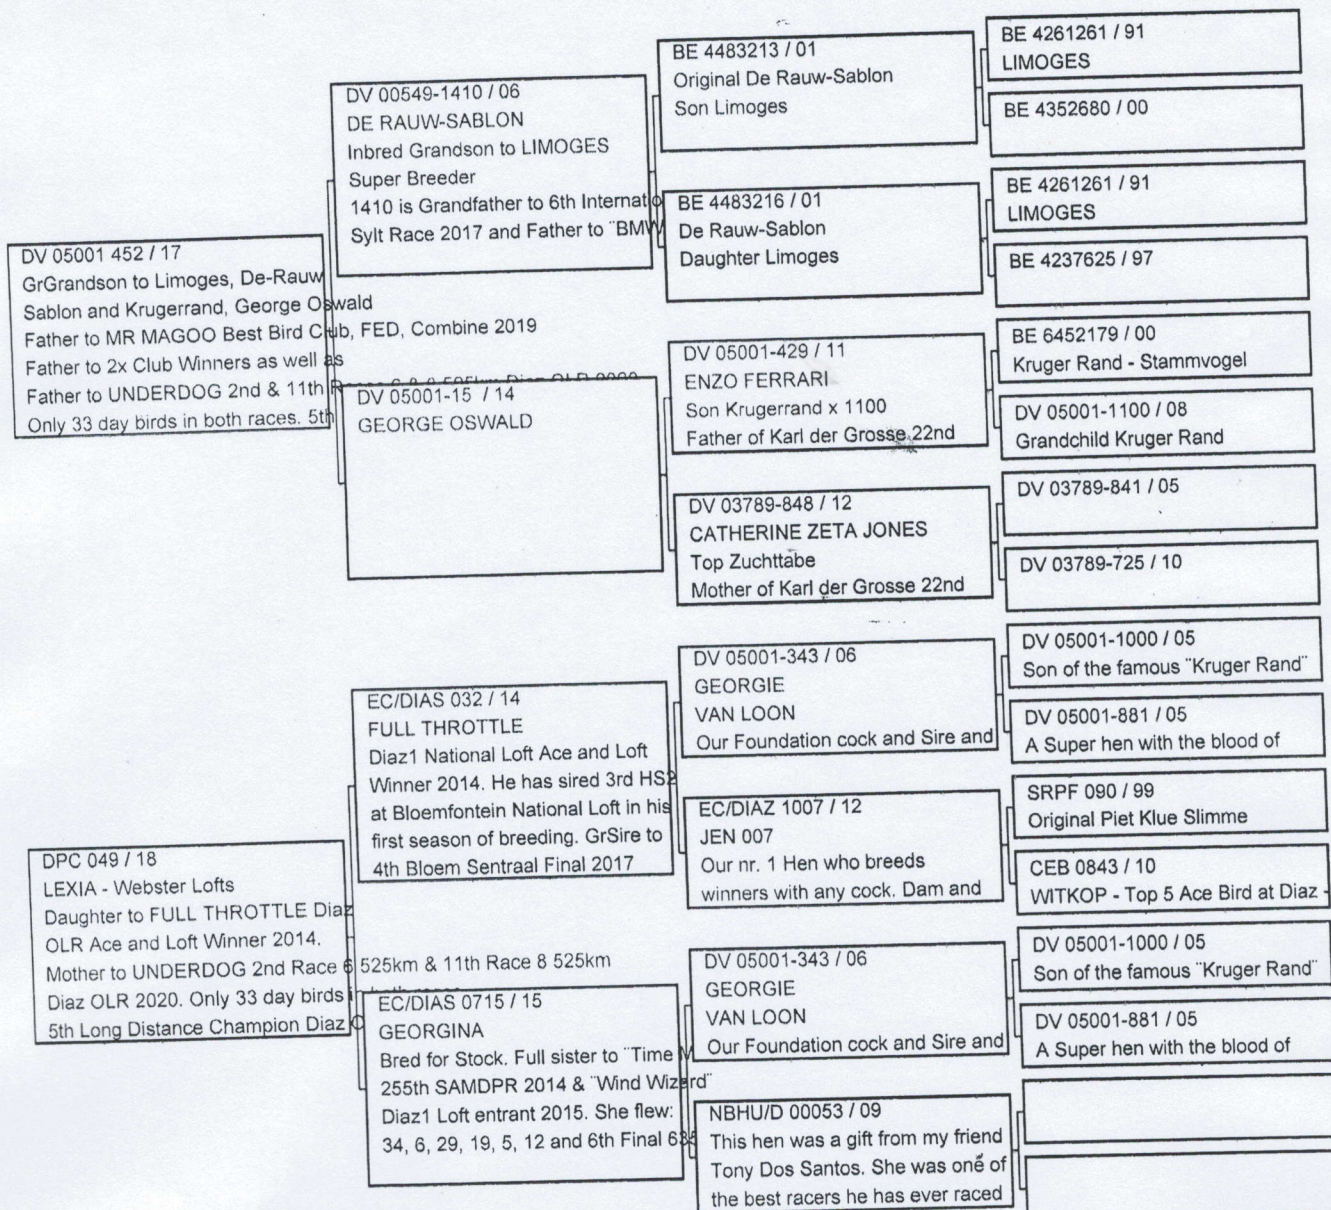 DV 05001 452 / 17
GrGrandson to Limoges, De-Rauw
Sablon and Krugerrand, George Oswald
Father to MR MAGOO Best Bird Club, FED, Combine 2019
Father to 2x Club Winners as well as
Father to UNDERDOG 2nd & 11th
Only 33 day birds in both races. 5th
DV 00549-1410 / 06
DE RAUW-SABLON
Inbred Grandson to LIMOGES
Super Breeder
1410 is Grandfather to 6th Internatio
Sylt Race 2017 and Father to ¨BMW
DV 05001-15 / 14
GEORGE OSWALD
BE 4483213 / 01
Original De Rauw-Sablon
Son Limoges
BE 4483216 / 01
De Rauw-Sablon
Daughter Limoges
DV 05001-429 / 11
ENZO FERRARI
Son Krugerrand x 1100
Father of Karl der Grosse 22nd
DV 03789-848 / 12
CATHERINE ZETA JONES
Top Zuchttabe
Mother of Karl der Grosse 22nd
BE 4261261 / 91
LIMOGES
BE 4352680 / 00
BE 4261261 / 91
LIMOGES
BE 4237625 / 97
BE 6452179 / 00
Kruger Rand - Stammvogel
DV 05001-1100 / 08
Grandchild Kruger Rand
DV 03789-841 / 05
DV 03789-725 / 10
DPC 049 / 18
LEXIA - Webster Lofts
Daughter to FULL THROTTLE Diaz
OLR Ace and Loft Winner 2014.
Mother to UNDERDOG 2nd Race 6 525km & 11th Race 8 525km
Diaz OLR 2020. Only 33 day birds
5th Long Distance Champion Diaz O
EC/DIAS 032 / 14
FULL THROTTLE
Diaz1 National Loft Ace and Loft
Winner 2014. He has sired 3rd HS2
at Bloemfontein National Loft in his
first season of breeding. GrSire to
4th Bloem Sentraal Final 2017
EC/DIAS 0715 / 15
GEORGINA
Bred for Stock. Full sister to ¨Time M
255th SAMDPR 2014 & ¨Wind Wizard¨
Diaz1 Loft entrant 2015. She flew:
34, 6, 29, 19, 5, 12 and 6th Final 635
DV 05001-343 / 06
GEORGIE
VAN LOON
Our Foundation cock and Sire and
EC/DIAZ 1007 / 12
JEN 007
Our nr. 1 Hen who breeds
winners with any cock. Dam and
DV 05001-343 / 06
GEORGIE
VAN LOON
Our Foundation cock and Sire and
NBHU/D 00053 / 09
This hen was a gift from my friend
Tony Dos Santos. She was one of
the best racers he has ever raced
DV 05001-1000 / 05
Son of the famous ¨Kruger Rand¨
DV 05001-881 / 05
A Super hen with the blood of
SRPF 090 / 99
Original Piet Klue Slimme
CEB 0843 / 10
WITKOP - Top 5 Ace Bird at Diaz -
DV 05001-1000 / 05
Son of the famous ¨Kruger Rand¨
DV 05001-881 / 05
A Super hen with the blood of